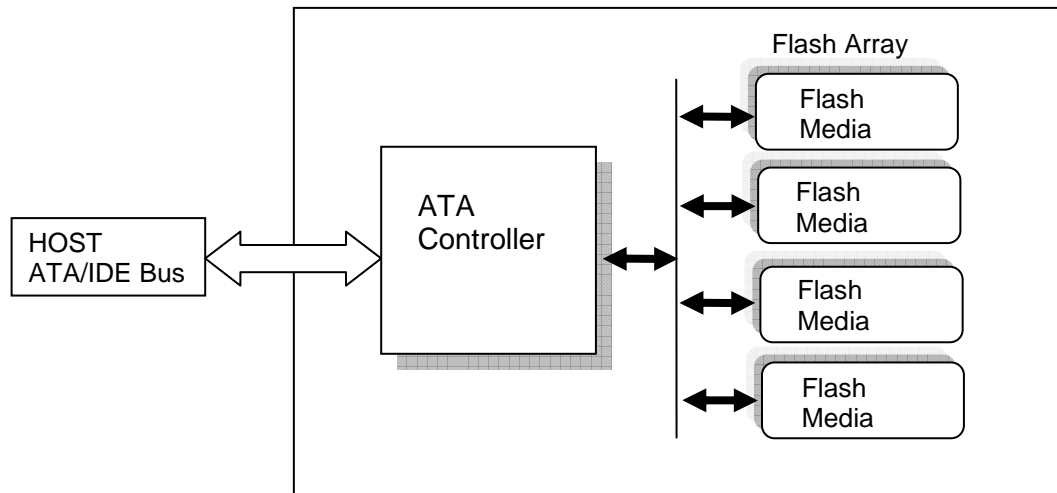 Flash Array
Flash
Media
Flash
Media
Flash
Media
Flash
Media
ATA
Controller
HOST
ATA/IDE Bus